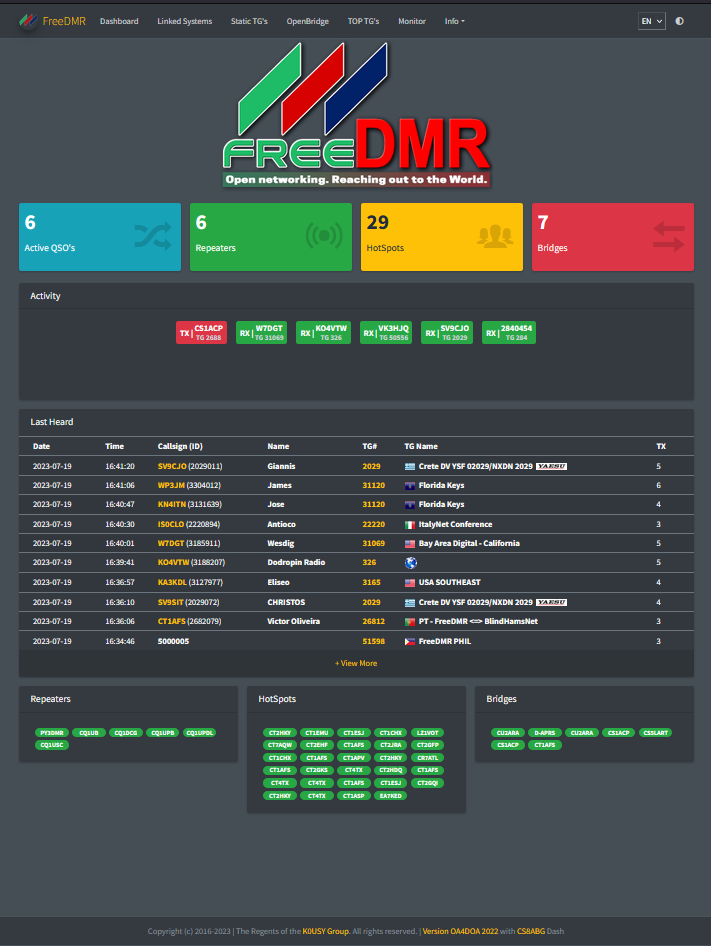 FreeDMR Dashboard Linked Systems Static TG's OpenBridge TOP TG's Monitor Info EN
FREEDMR
Open networking. Reaching out to the World.
6 6 29 7
Active QSO's Repeaters HotSpots Bridges
Activity
TX | CS1ACP TG 2688 RX | W7DGT TG 31069 RX | KO4VTW TG 326 RX | VK3HJQ TG 50556 RX | SV9CJO TG 2029 RX | 2840454 TG 284
Last Heard
Date Time Callsign (ID) Name TG# TG Name TX
2023-07-19 16:41:20 SV9CJO (2029011) Giannis 2029 Crete DV YSF 02029/NXDN 2029 YAESU 5
2023-07-19 16:41:06 WP3JM (3304012) James 31120 Florida Keys 6
2023-07-19 16:40:47 KN4ITN (3131639) Jose 31120 Florida Keys 4
2023-07-19 16:40:30 IS0CLO (2220894) Antioco 22220 ItalyNet Conference 3
2023-07-19 16:40:01 W7DGT (3185911) Wesdig 31069 Bay Area Digital - California 5
2023-07-19 16:39:41 KO4VTW (3188207) Dodropin Radio 326 5
2023-07-19 16:36:57 KA3KDL (3127977) Eliseo 3165 USA SOUTHEAST 4
2023-07-19 16:36:10 SV9SIT (2029072) CHRISTOS 2029 Crete DV YSF 02029/NXDN 2029 YAESU 4
2023-07-19 16:36:06 CT1AFS (2682079) Victor Oliveira 26812 PT - FreeDMR <=> BlindHamsNet 3
2023-07-19 16:34:46 5000005 51598 FreeDMR PHIL 3
+ View More
Repeaters
PY3DMR CQ1UB CQ1DCG CQ1UPB CQ1UPDL
CQ1USC
HotSpots
CT2HKY CT1EHU CT1ESJ CT1CHX LZ1VOT
CT7AQW CT2EHF CT1AFS CT2JRA CT2GFP
CT1CHX CT1AFS CT1APV CT2HKY CR7ATL
CT1AFS CT2GKS CT4TX CT2HDQ CT1AFS
CT4TX CT4TX CT1AFS CT1ESJ CT2GQI
CT2HKY CT4TX CT1ASP EA7KED
Bridges
CU2ARA D-APRS CU2ARA CS1ACP CS5LART
CS1ACP CT1AFS
Copyright (c) 2016-2023 | The Regents of the K0USY Group. All rights reserved. | Version OA4DOA 2022 with CS8ABG Dash